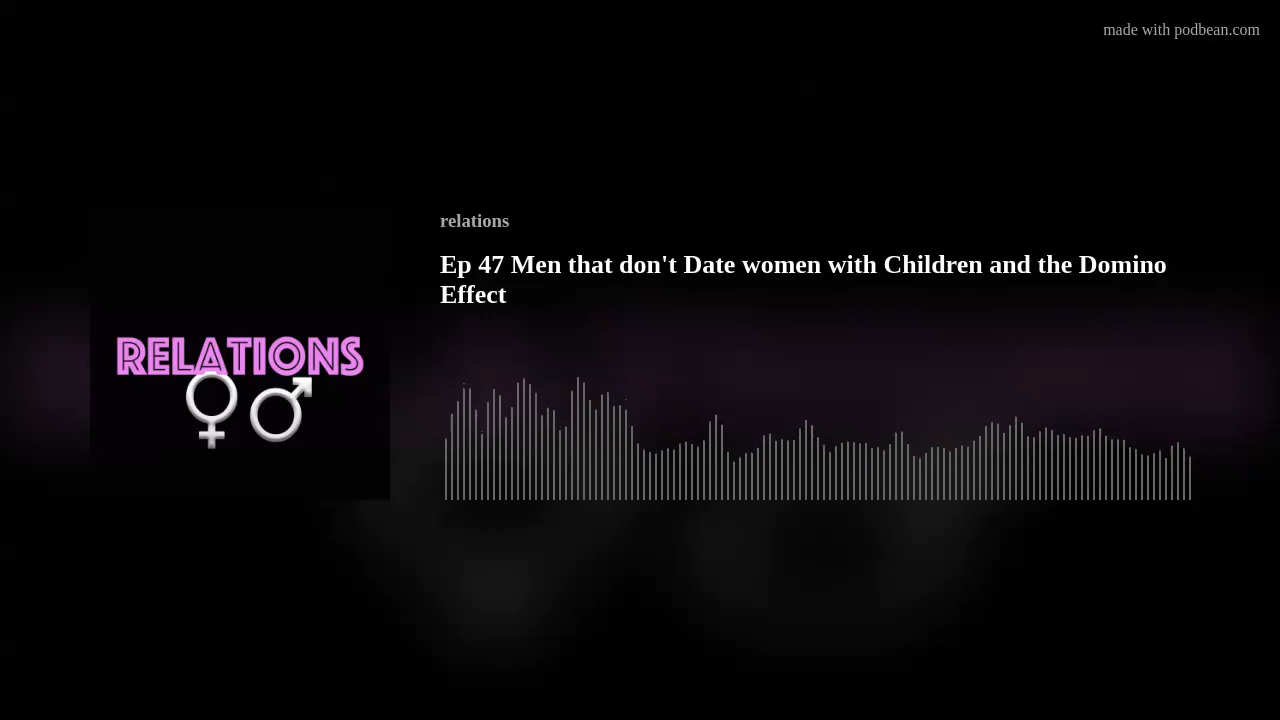 made with podbean.com
relations
Ep 47 Men that don't Date women with Children and the Domino
Effect
RELATIONS